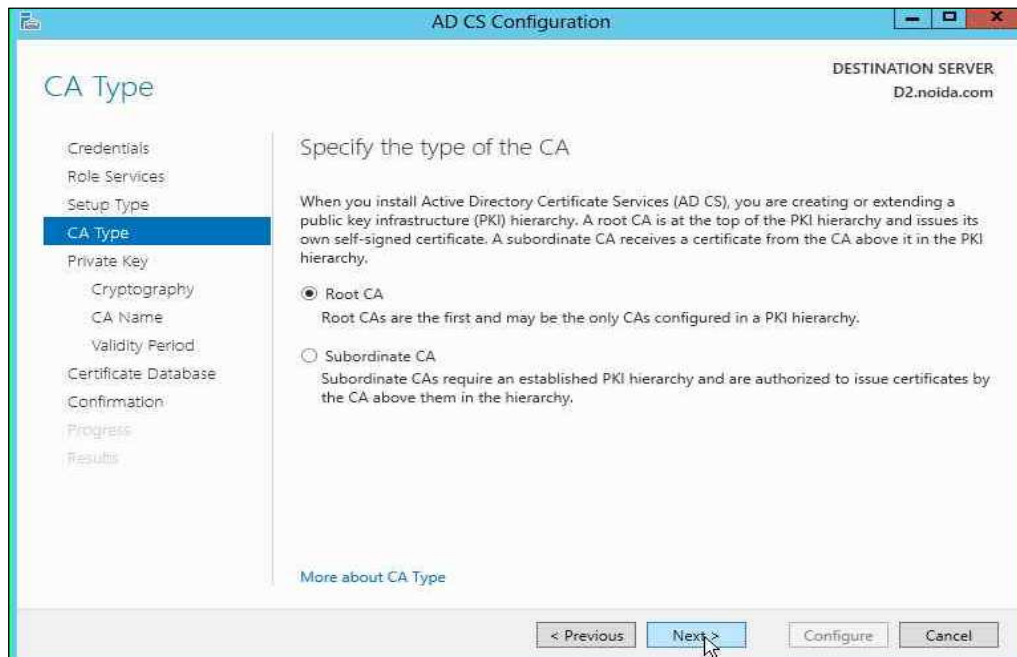 AD CS Configuration
CA Type
DESTINATION SERVER
D2.noida.com
Credentials
Role Services
Setup Type
CA Type
Private Key
Cryptography
CA Name
Validity Period
Certificate Database
Confirmation
Progress
Results
Specify the type of the CA
When you install Active Directory Certificate Services (AD CS), you are creating or extending a
public key infrastructure (PKI) hierarchy. A root CA is at the top of the PKI hierarchy and issues its
own self-signed certificate. A subordinate CA receives a certificate from the CA above it in the PKI
hierarchy.
Root CA
Root CAs are the first and may be the only CAs configured in a PKI hierarchy.
Subordinate CA
Subordinate CAs require an established PKI hierarchy and are authorized to issue certificates by
the CA above them in the hierarchy.
More about CA Type
< Previous
Next >
Configure
Cancel